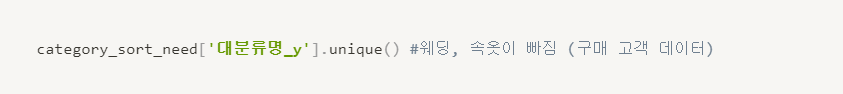 category_sort_need['대분류명_y'].unique() #웨딩, 속옷이 빠짐 (구매 고객 데이터)